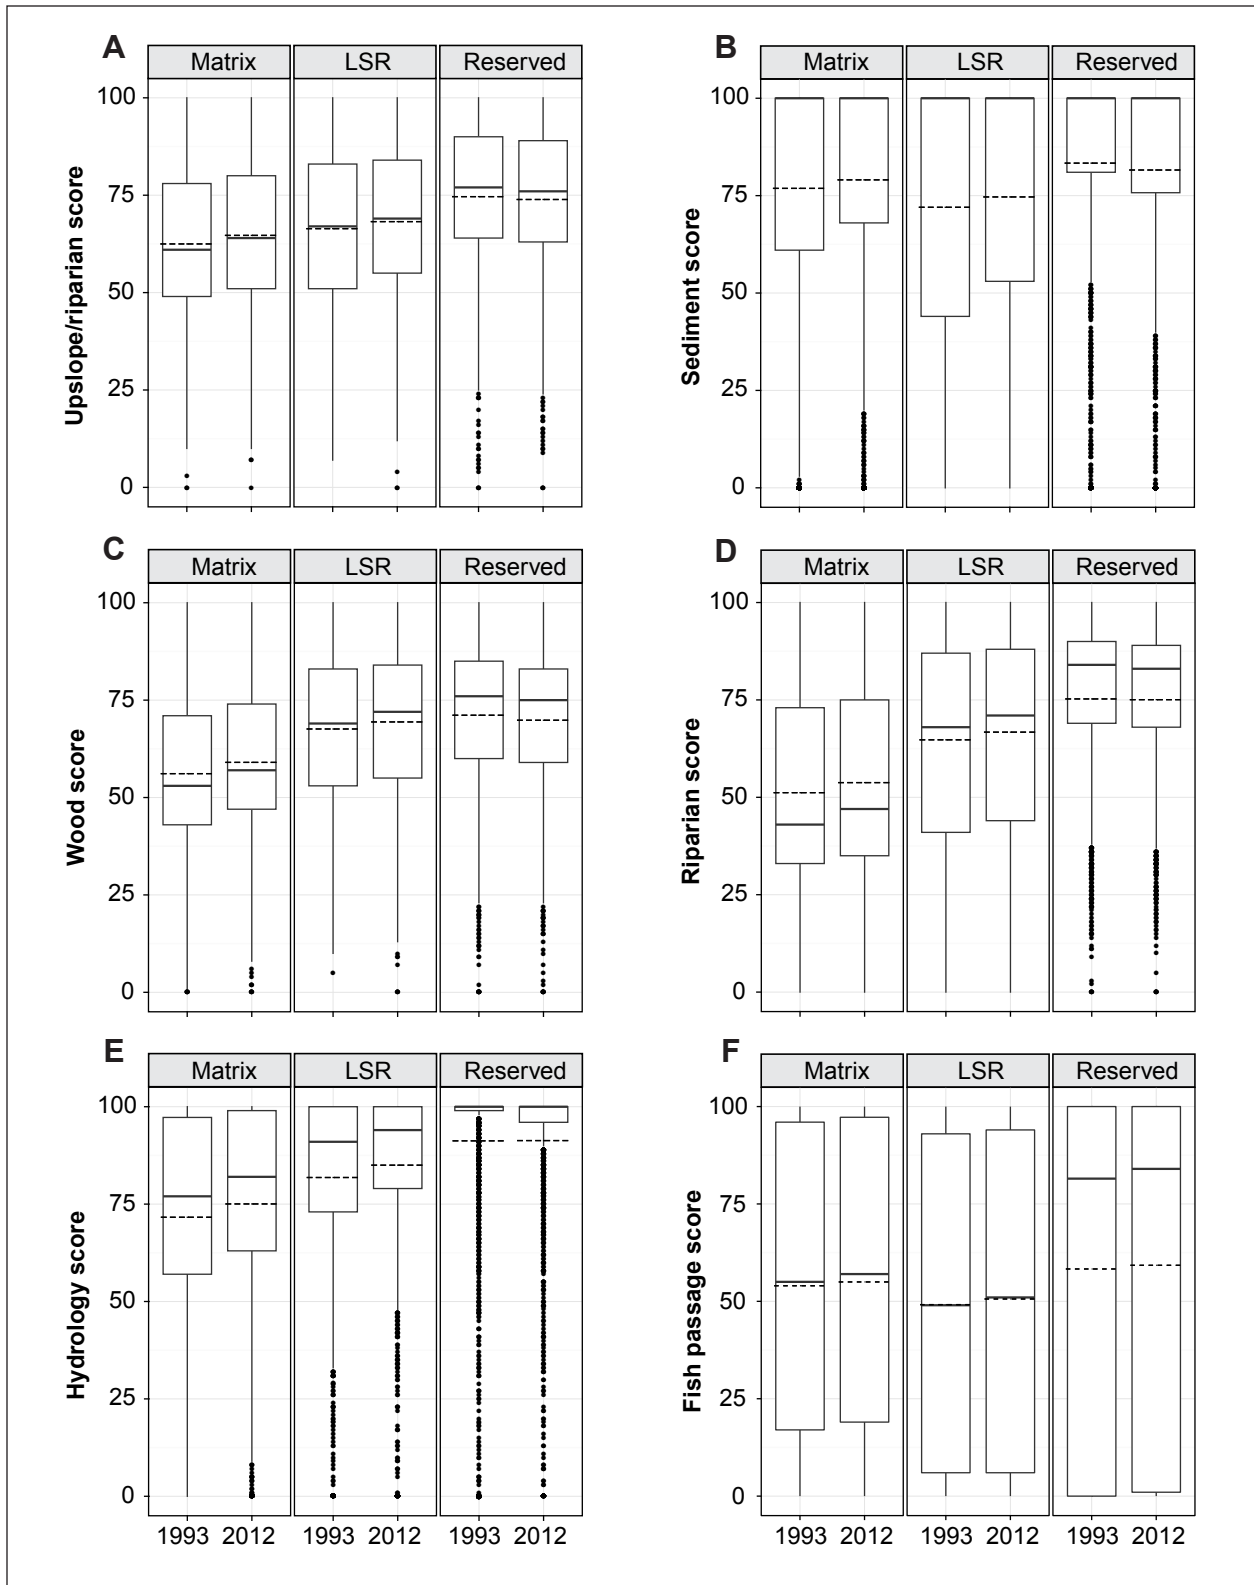 A
Matrix LSR Reserved
Upslope/riparian score
100
75
50
25
0
B
Matrix LSR Reserved
Sediment score
100
75
50
25
0
C
Matrix LSR Reserved
Wood score
100
75
50
25
0
D
Matrix LSR Reserved
Riparian score
100
75
50
25
0
E
Matrix LSR Reserved
Hydrology score
100
75
50
25
0
1993 2012 1993 2012 1993 2012
F
Matrix LSR Reserved
Fish passage score
100
75
50
25
0
1993 2012 1993 2012 1993 2012